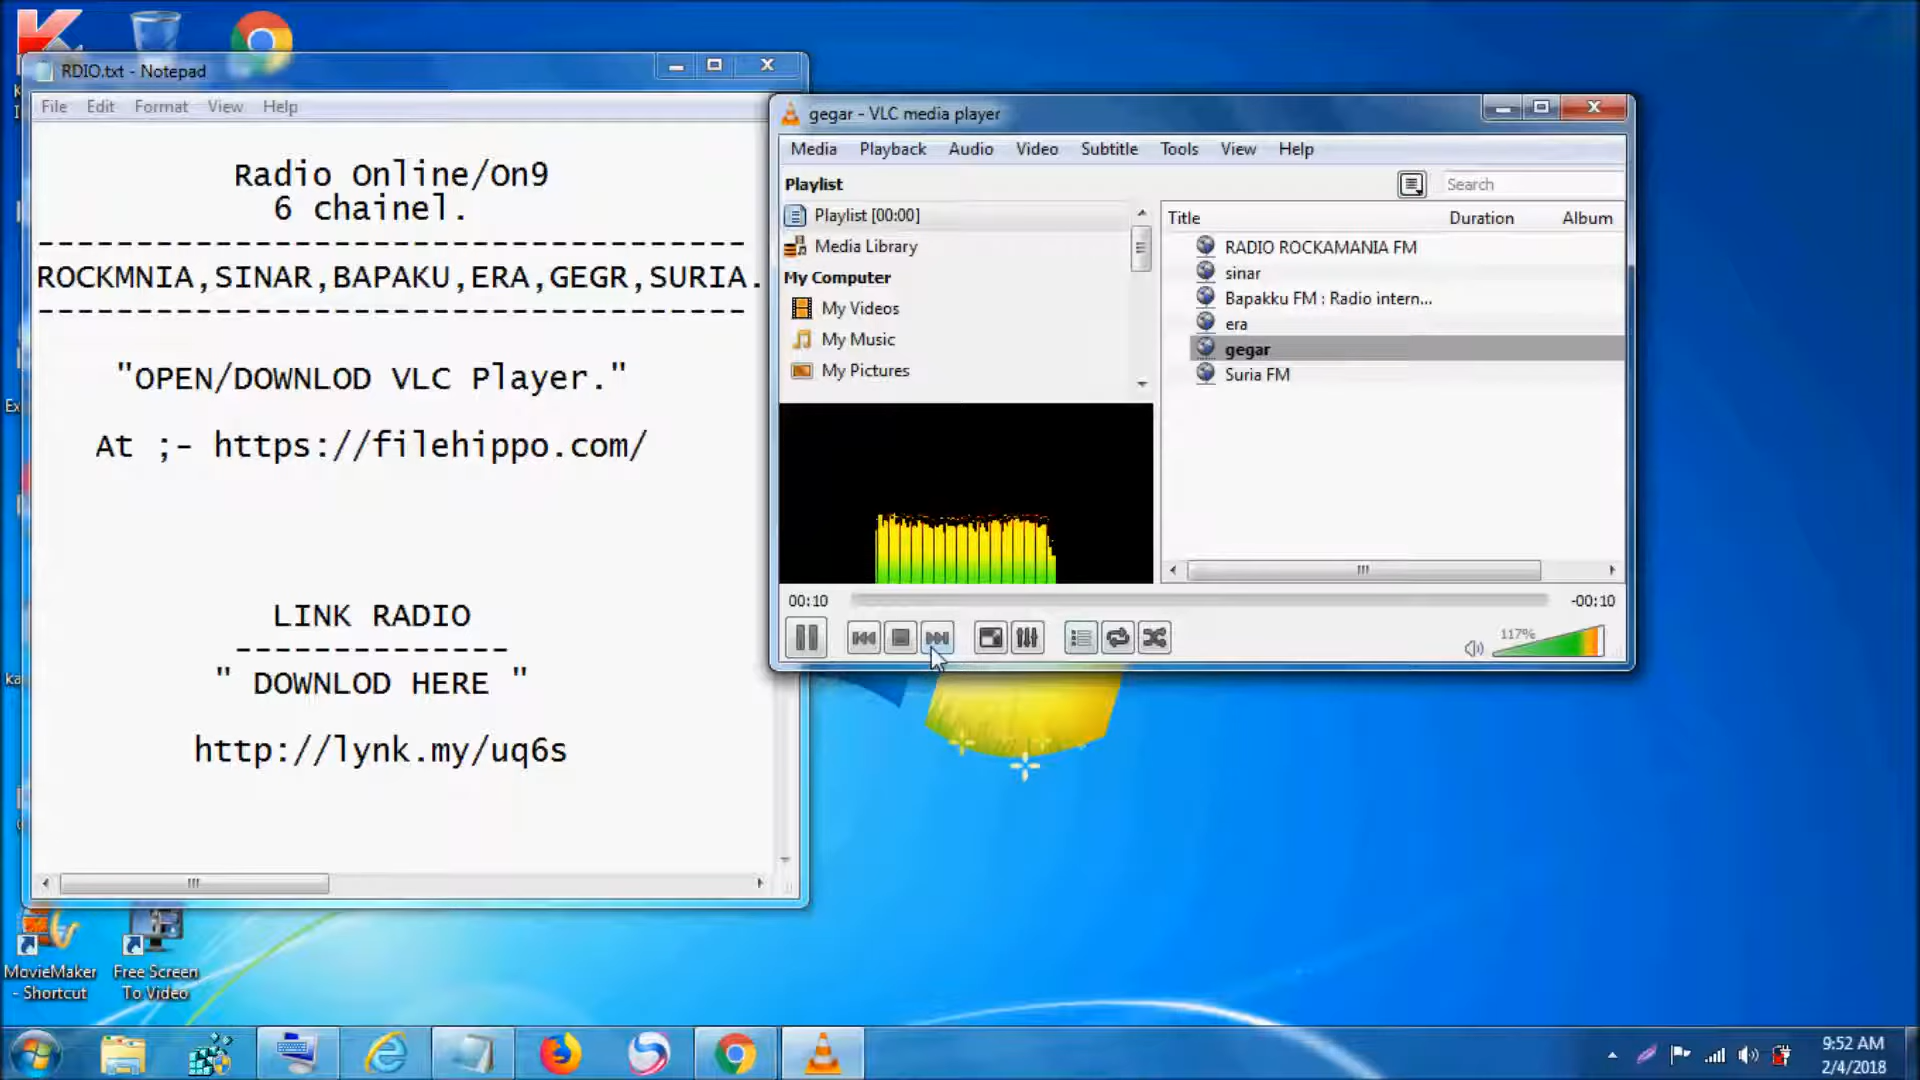 RDIO.txt - Notepad
File Edit Format View Help
Radio Online/On9
6 chainel.
-------------------------------------
ROCKMNIA,SINAR,BAPAKU,ERA,GEGR,SURIA.
-------------------------------------
"OPEN/DOWNLOD VLC Player."
At ;- https://filehippo.com/
LINK RADIO
--------------
" DOWNLOD HERE "
http://lynk.my/uq6s
gegar - VLC media player
Media Playback Audio Video Subtitle Tools View Help
Playlist
Search
Playlist [00:00]
Media Library
My Computer
My Videos
My Music
My Pictures
Title Duration Album
RADIO ROCKAMANIA FM
sinar
Bapakku FM : Radio intern...
era
gegar
Suria FM
00:10
-00:10
117%
MovieMaker
- Shortcut
Free Screen
To Video
9:52 AM
2/4/2018